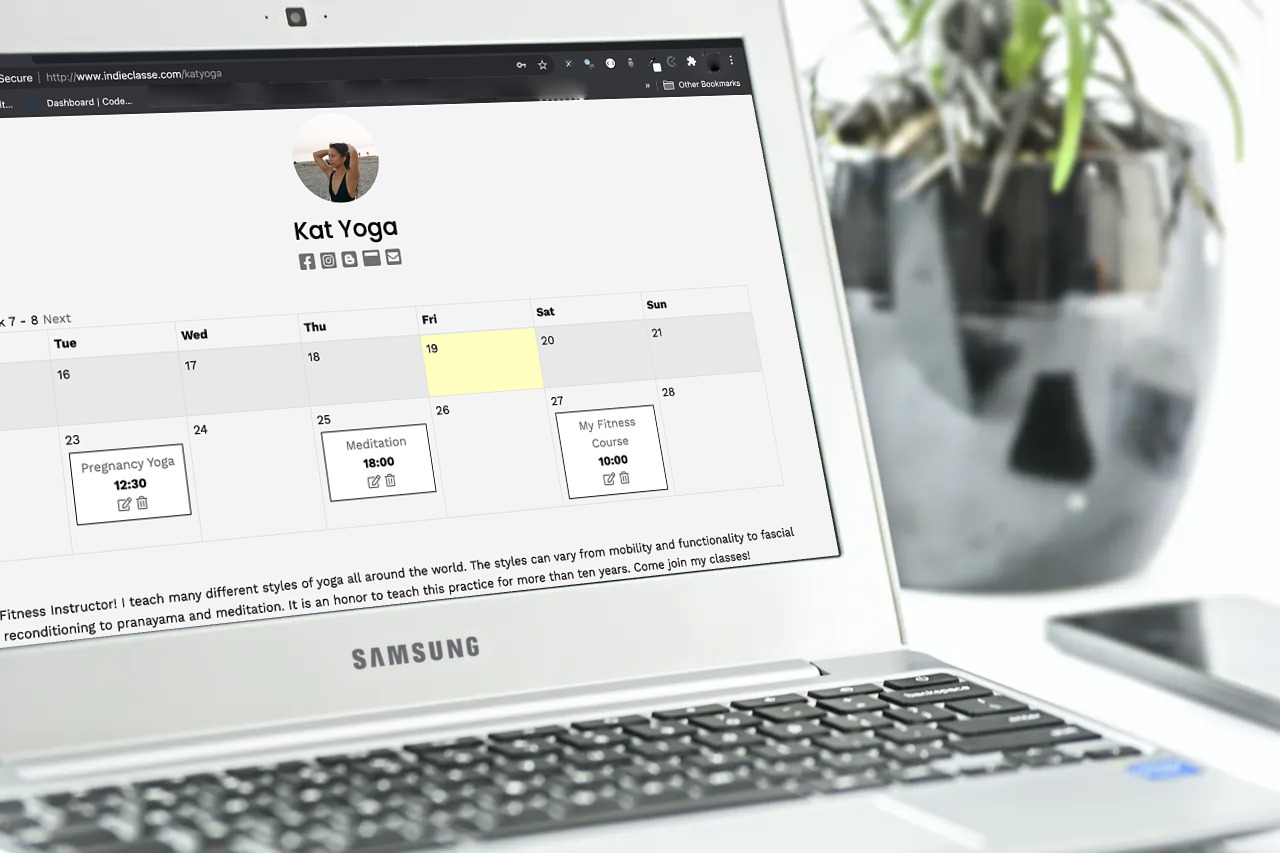 Secure | http://www.indieclasse.com/katyoga
it... Dashboard | Code... » Other Bookmarks
Kat Yoga
k 7 - 8 Next
Tue Wed Thu Fri Sat Sun
16 17 18 19 20 21
23 24 25 26 27 28
Pregnancy Yoga
12:30
Meditation
18:00
My Fitness
Course
10:00
Fitness Instructor! I teach many different styles of yoga all around the world. The styles can vary from mobility and functionality to fascial
reconditioning to pranayama and meditation. It is an honor to teach this practice for more than ten years. Come join my classes!
SAMSUNG
backspace
enter